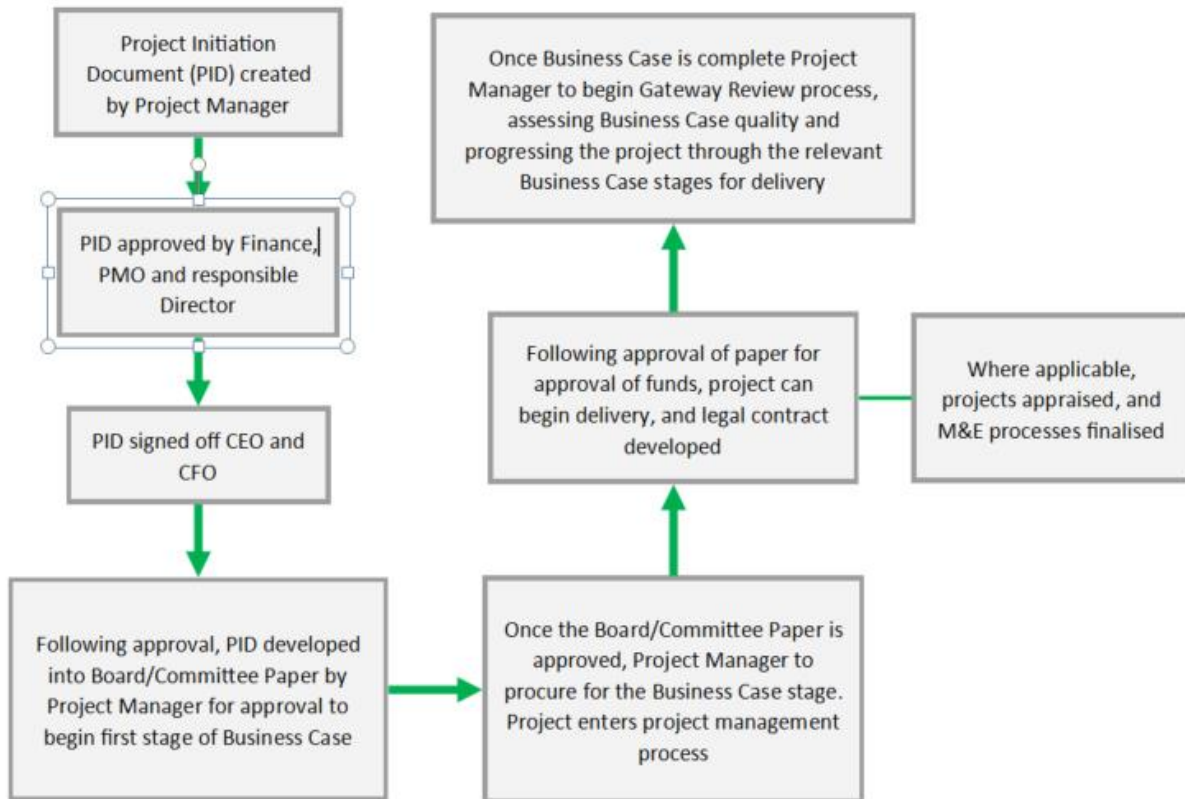 Project Initiation
Document (PID) created
by Project Manager
PID approved by Finance,
PMO and responsible
Director
PID signed off CEO and
CFO
Following approval, PID developed
into Board/Committee Paper by
Project Manager for approval to
begin first stage of Business Case
Once the Board/Committee Paper is
approved, Project Manager to
procure for the Business Case stage.
Project enters project management
process
Following approval of paper for
approval of funds, project can
begin delivery, and legal contract
developed
Where applicable,
projects appraised, and
M&E processes finalised
Once Business Case is complete Project
Manager to begin Gateway Review process,
assessing Business Case quality and
progressing the project through the relevant
Business Case stages for delivery